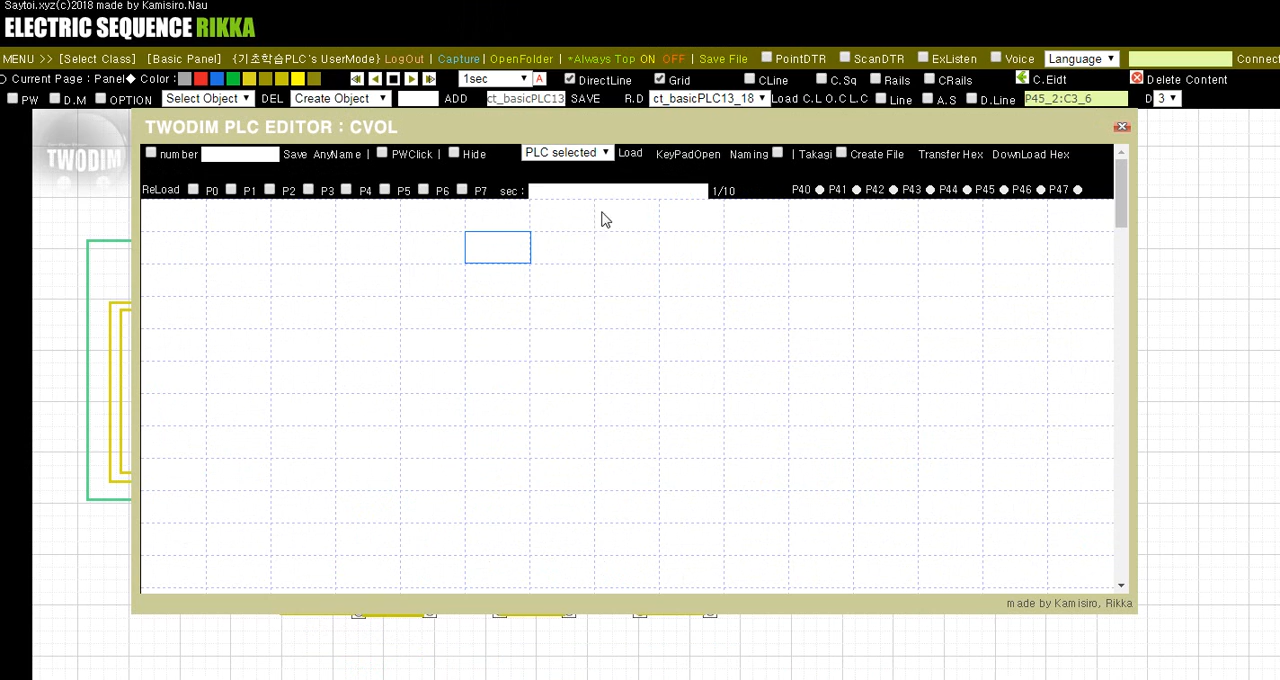 Saytoi.xyz(c)2018 made by Kamisiro.Nau
ELECTRIC SEQUENCE RIKKA
MENU >> [Select Class] [Basic Panel] {기초학습PLC's UserMode} LogOut | Capture | OpenFolder | *Always Top ON OFF | Save File PointDTR ScanDTR ExListen Voice Language Connec
Current Page : Panel◆ Color : 1sec A DirectLine Grid CLine C.Sq Rails CRails C.Eidt Delete Content
PW D.M OPTION Select Object DEL Create Object ADD ct_basicPLC13 SAVE R.D ct_basicPLC13_18 Load C.L O.C L.C Line A.S D.Line P45_2:C3_6 D 3
TWODIM
TWODIM PLC EDITOR : CVOL
number Save AnyName | PWClick | Hide PLC selected Load KeyPadOpen Naming | Takagi Create File Transfer Hex DownLoad Hex
ReLoad P0 P1 P2 P3 P4 P5 P6 P7 sec : 1/10 P40 P41 P42 P43 P44 P45 P46 P47
made by Kamisiro, Rikka